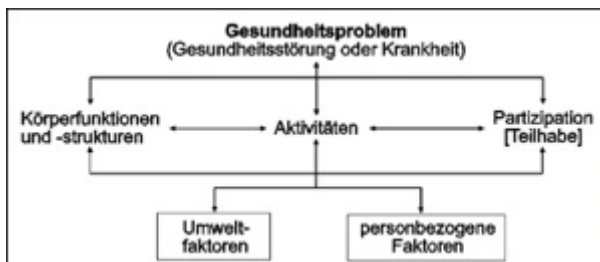 Gesundheitsproblem
(Gesundheitsstörung oder Krankheit)
Körperfunktionen
und -strukturen
Aktivitäten
Partizipation
[Teilhabe]
Umwelt-
faktoren
personbezogene
Faktoren